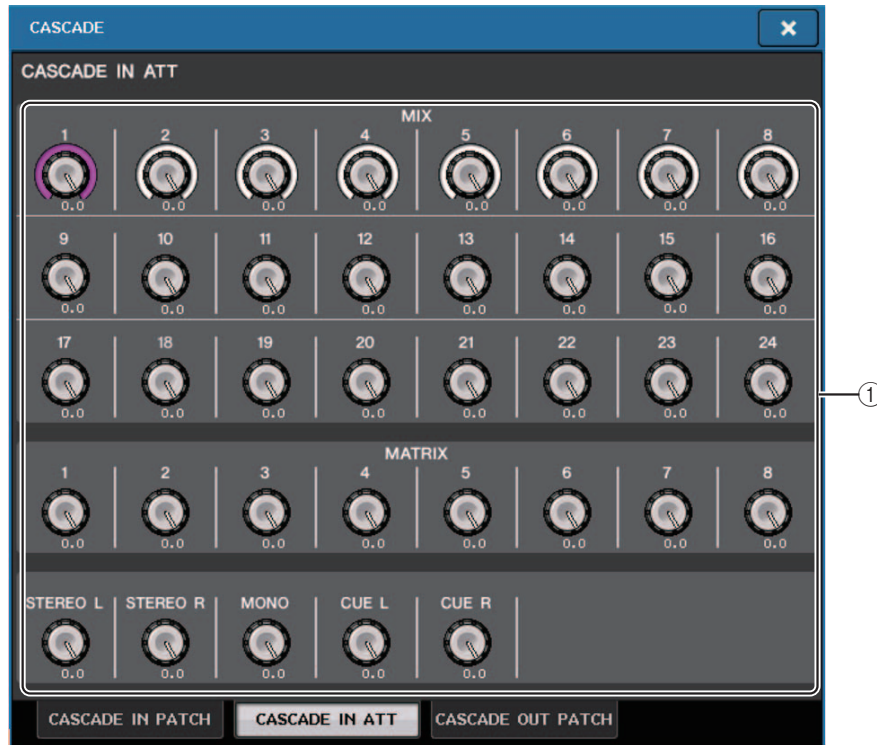 CASCADE
CASCADE IN ATT
MIX
1 2 3 4 5 6 7 8
0.0 0.0 0.0 0.0 0.0 0.0 0.0 0.0
9 10 11 12 13 14 15 16
0.0 0.0 0.0 0.0 0.0 0.0 0.0 0.0
17 18 19 20 21 22 23 24
0.0 0.0 0.0 0.0 0.0 0.0 0.0 0.0
①
MATRIX
1 2 3 4 5 6 7 8
0.0 0.0 0.0 0.0 0.0 0.0 0.0 0.0
STEREO L STEREO R MONO CUE L CUE R
0.0 0.0 0.0 0.0 0.0
CASCADE IN PATCH CASCADE IN ATT CASCADE OUT PATCH